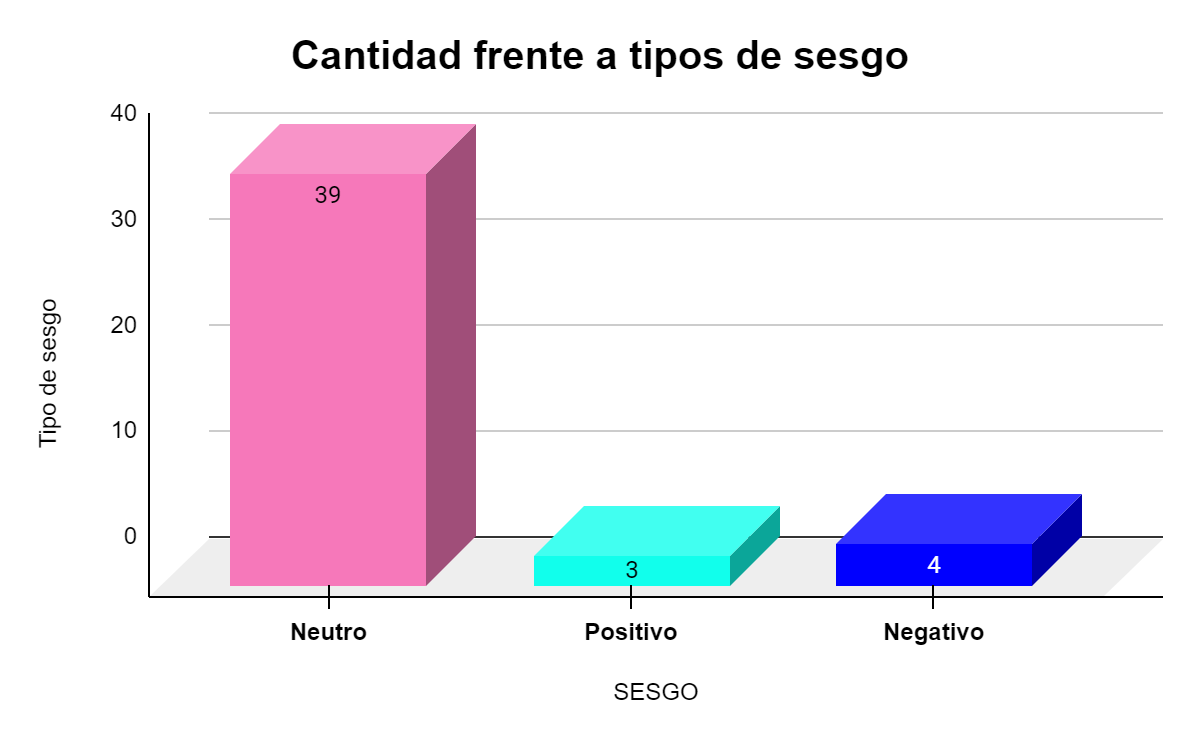 Cantidad frente a tipos de sesgo
40
30
20
10
0
Tipo de sesgo
39
3
4
Neutro
Positivo
Negativo
SESGO